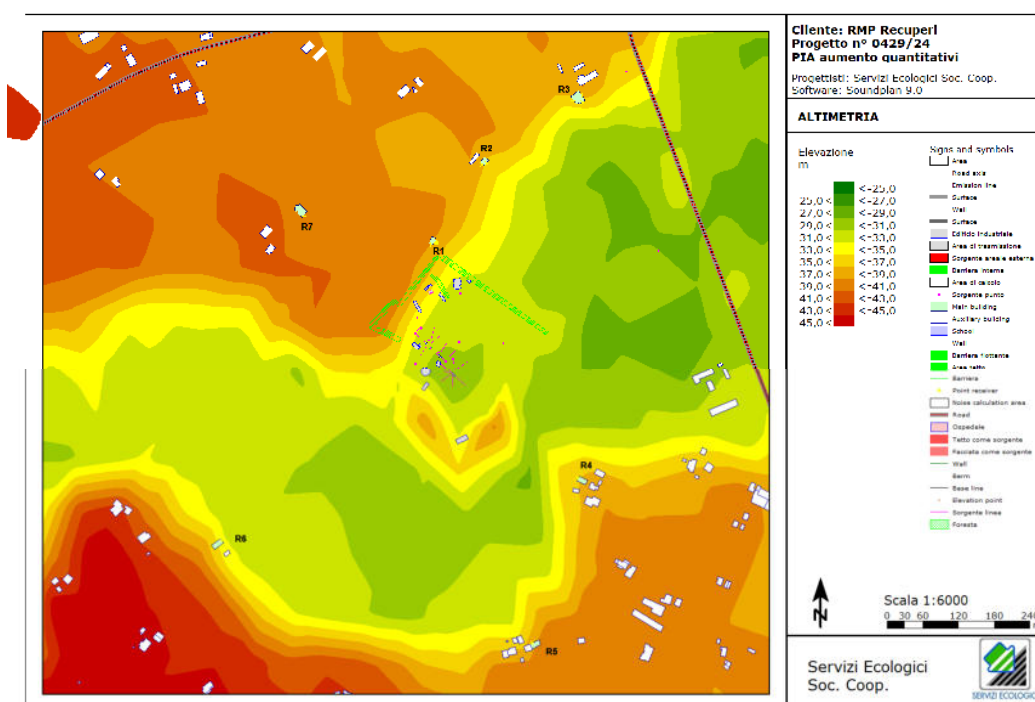 Cliente: RMP Recuperi
Progetto n° 0429/24
PIA aumento quantitativi
Progettisti: Servizi Ecologici Soc. Coop.
Software: Soundplan 9.0
ALTIMETRIA
Elevazione
m
<=25,0
25,0 < <=27,0
27,0 < <=29,0
29,0 < <=31,0
31,0 < <=33,0
33,0 < <=35,0
35,0 < <=37,0
37,0 < <=39,0
39,0 < <=41,0
41,0 < <=43,0
43,0 < <=45,0
45,0 <
Signs and symbols
Area
Road axis
Emission line
Surface
Wall
Surface
Edificio industriale
Area di trasmissione
Sorgente areale esterna
Barriera interna
Area di calcolo
Sorgente punto
Main building
Auxiliary building
School
Wall
Barriera flottante
Area tetto
Barriera
Point receiver
Noise calculation area
Road
Ospedale
Tetto come sorgente
Facciata come sorgente
Wall
Berm
Base line
Elevation point
Sorgente linea
Foresta
R3
R2
R7
R1
R4
R6
R5
N
Scala 1:6000
0 30 60 120 180 240
Servizi Ecologici
Soc. Coop.
SERVIZI ECOLOGICI